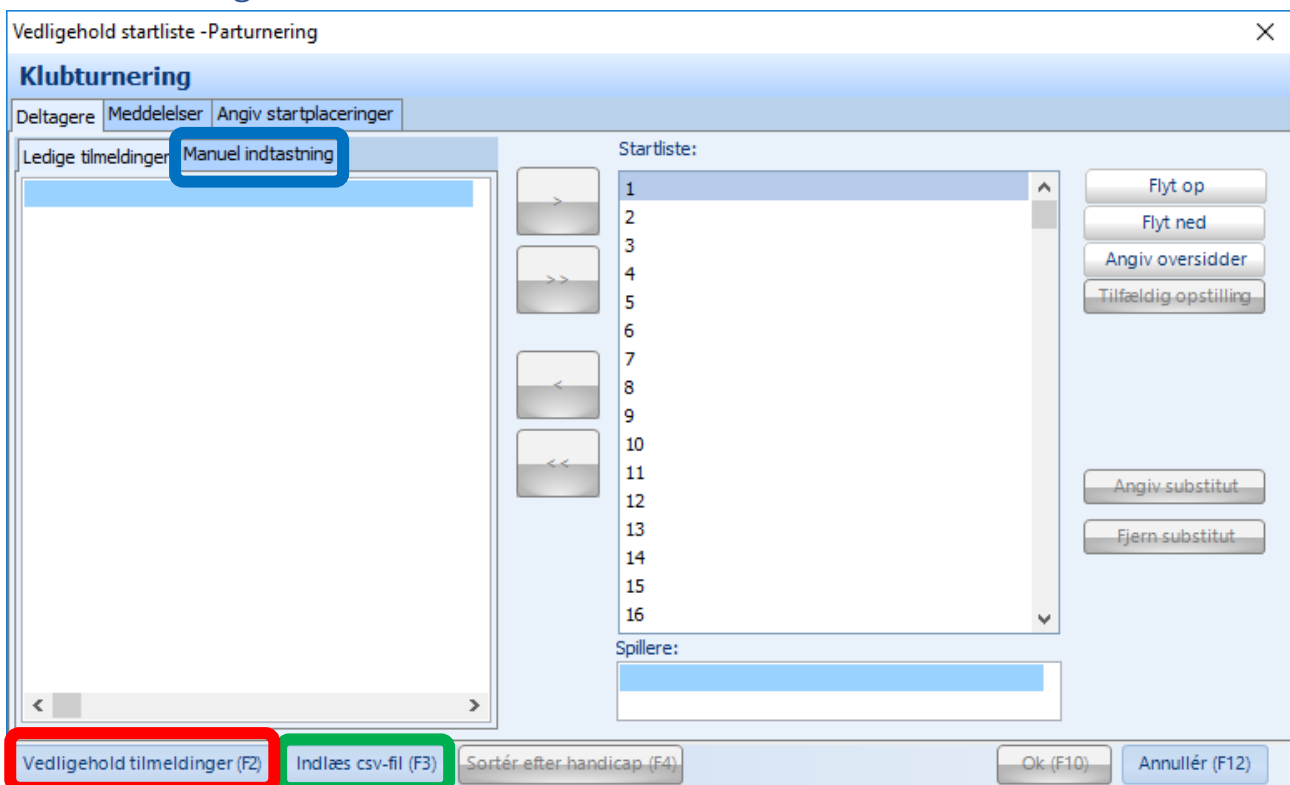 Vedligehold startliste -Parturnering
Klubturnering
Deltagere Meddelelser Angiv startplaceringer
Ledige tilmeldinger Manuel indtastning
Startliste:
>
>>
<
<<
1
2
3
4
5
6
7
8
9
10
11
12
13
14
15
16
Flyt op
Flyt ned
Angiv oversidder
Tilfældig opstilling
Angiv substitut
Fjern substitut
Spillere:
Vedligehold tilmeldinger (F2) Indlæs csv-fil (F3) Sortér efter handicap (F4) Ok (F10) Annullér (F12)